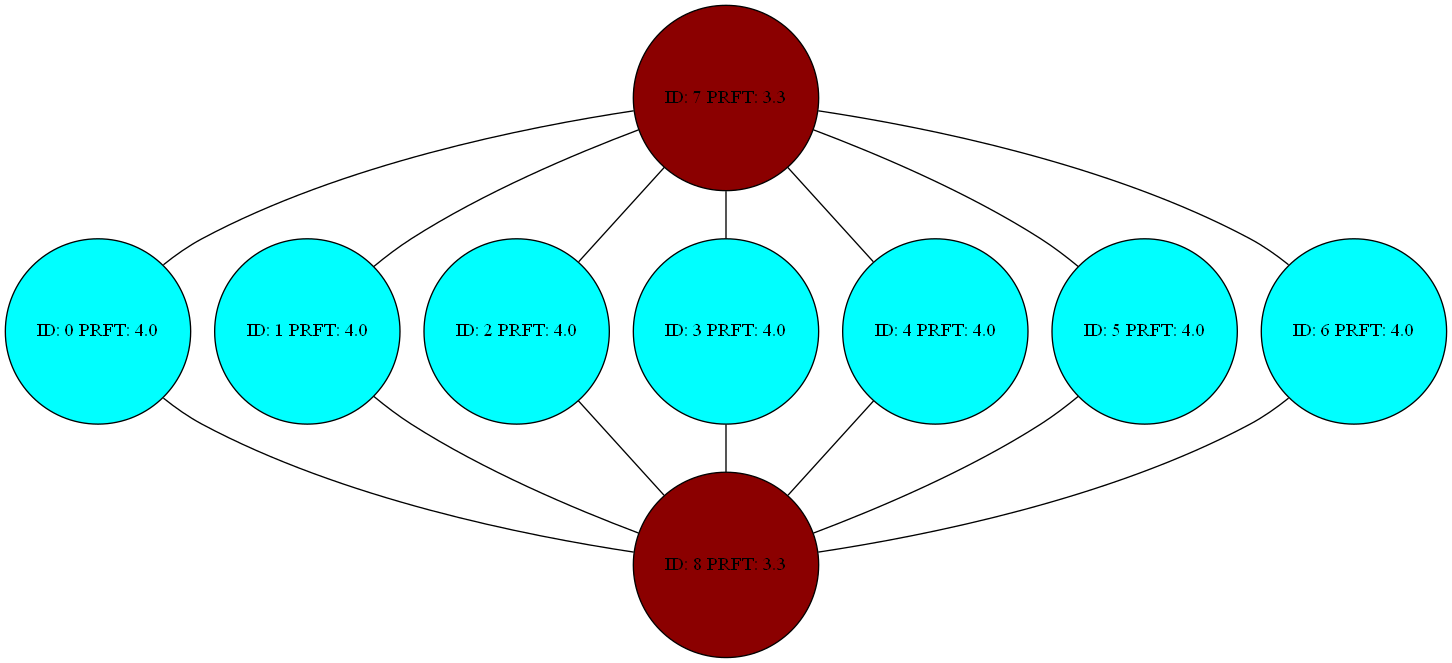 ID: 7 PRFT: 3.3
ID: 0 PRFT: 4.0
ID: 1 PRFT: 4.0
ID: 2 PRFT: 4.0
ID: 3 PRFT: 4.0
ID: 4 PRFT: 4.0
ID: 5 PRFT: 4.0
ID: 6 PRFT: 4.0
ID: 8 PRFT: 3.3